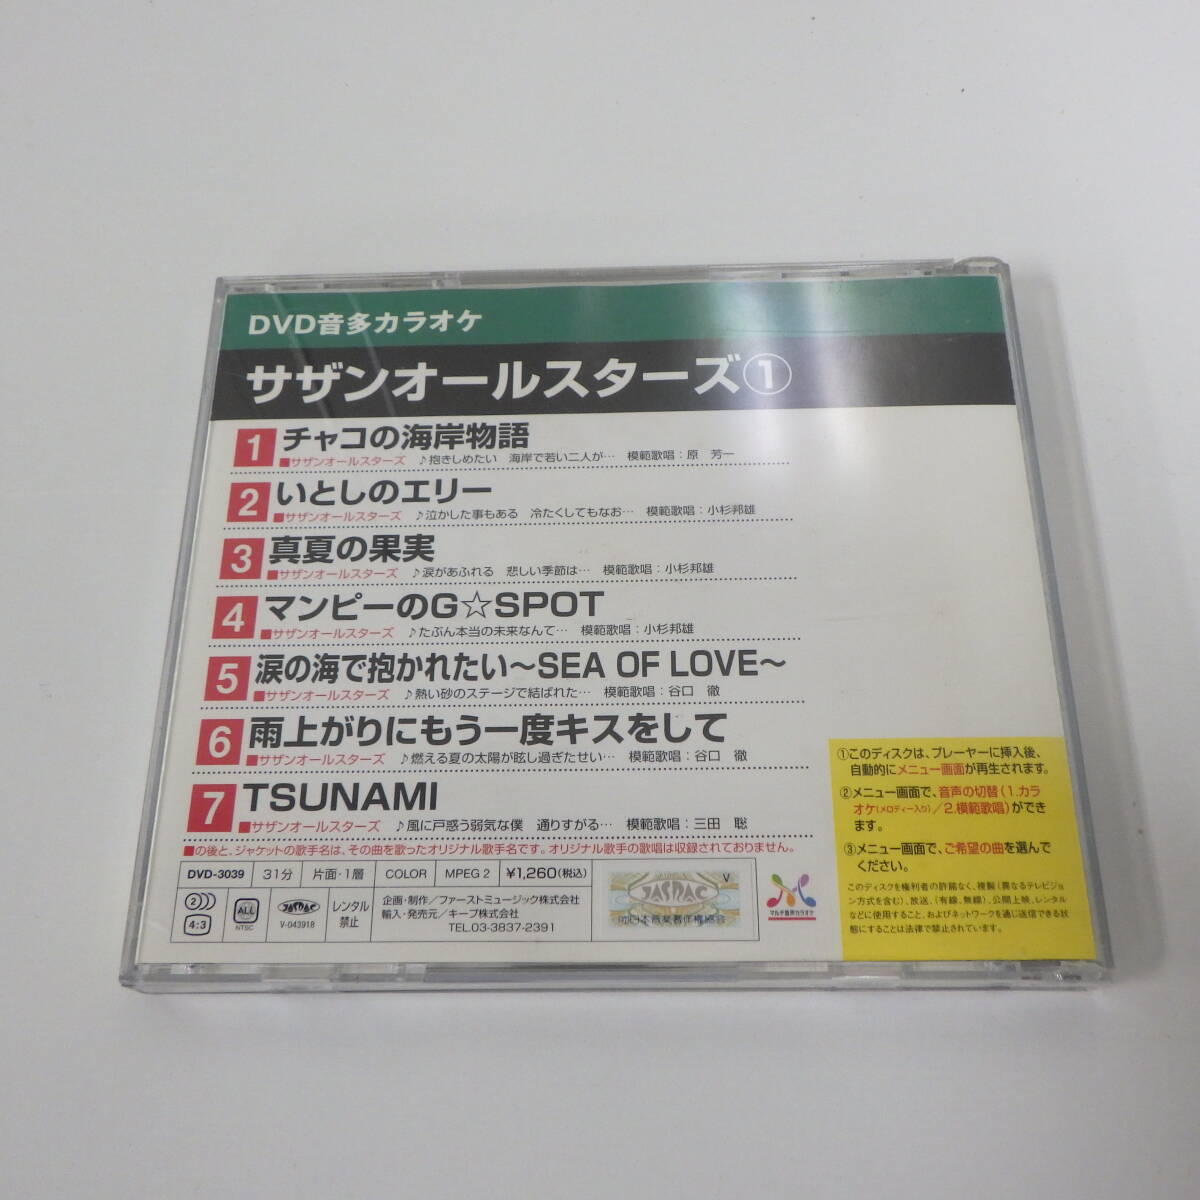 DVD音多カラオケ
サザンオールスターズ①
1 チャコの海岸物語
■サザンオールスターズ ♪抱きしめたい 海岸で若い二人が… 模範歌唱：原 芳一
2 いとしのエリー
■サザンオールスターズ ♪泣かした事もある 冷たくしてもなお… 模範歌唱：小杉邦雄
3 真夏の果実
■サザンオールスターズ ♪涙があふれる 悲しい季節は… 模範歌唱：小杉邦雄
4 マンピーのG☆SPOT
■サザンオールスターズ ♪たぶん本当の未来なんて… 模範歌唱：小杉邦雄
5 涙の海で抱かれたい～SEA OF LOVE～
■サザンオールスターズ ♪熱い砂のステージで結ばれた… 模範歌唱：谷口 徹
6 雨上がりにもう一度キスをして
■サザンオールスターズ ♪燃える夏の太陽が眩し過ぎたせい… 模範歌唱：谷口 徹
7 TSUNAMI
■サザンオールスターズ ♪風に戸惑う弱気な僕 通りすがる… 模範歌唱：三田 聡
■の後と、ジャケットの歌手名は、その曲を歌ったオリジナル歌手名です。オリジナル歌手の歌唱は収録されておりません。
DVD-3039 31分 片面・1層 COLOR MPEG 2 ¥1,260(税込)
2
4:3
ALL
NTSC
JASRAC
V-043918
レンタル
禁止
企画・制作／ファーストミュージック株式会社
輸入・発売元／キープ株式会社
TEL.03-3837-2391
V
JASRAC
マルチ音声カラオケ
①このディスクは、プレーヤーに挿入後、
自動的にメニュー画面が再生されます。
②メニュー画面で、音声の切替（1.カラ
オケ(メロディー入り)／2.模範歌唱）ができ
ます。
③メニュー画面で、ご希望の曲を選んで
ください。
このディスクを権利者の許諾なく、複製（異なるテレビジョ
ン方式を含む）、放送、（有線、無線）、公開上映、レンタル
などに使用すること、およびネットワークを通じ送信できる状
態にすることは法律で禁止されています。